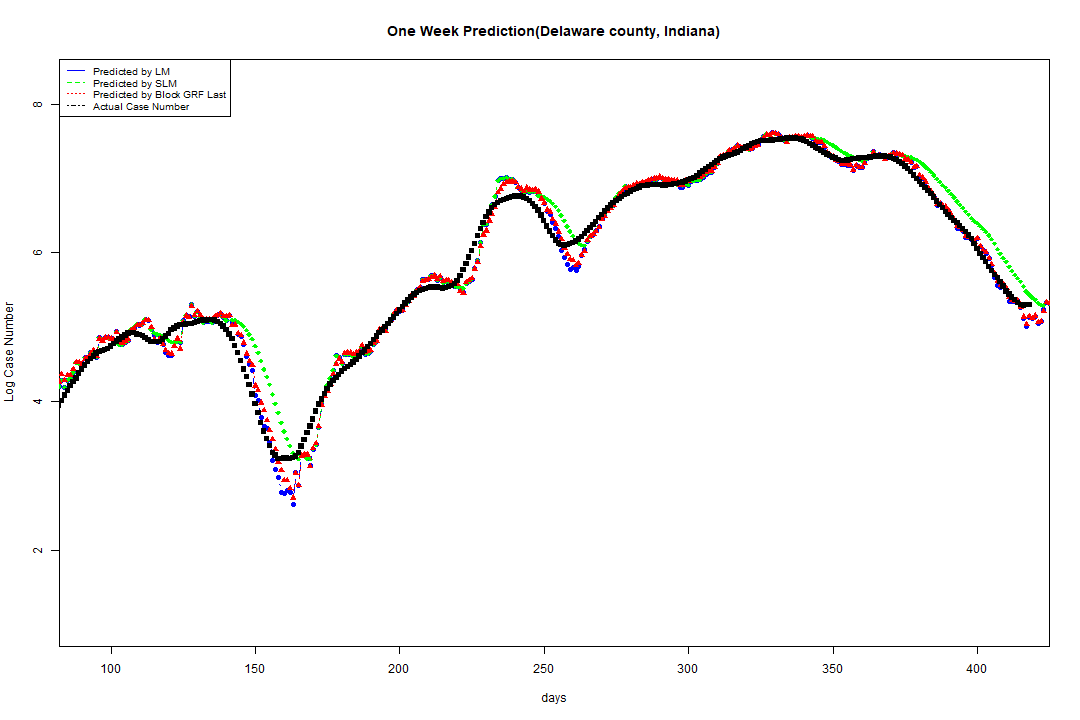 One Week Prediction(Delaware county, Indiana)
Predicted by LM
Predicted by SLM
Predicted by Block GRF Last
Actual Case Number
Log Case Number
8
6
4
2
100 150 200 250 300 350 400
days